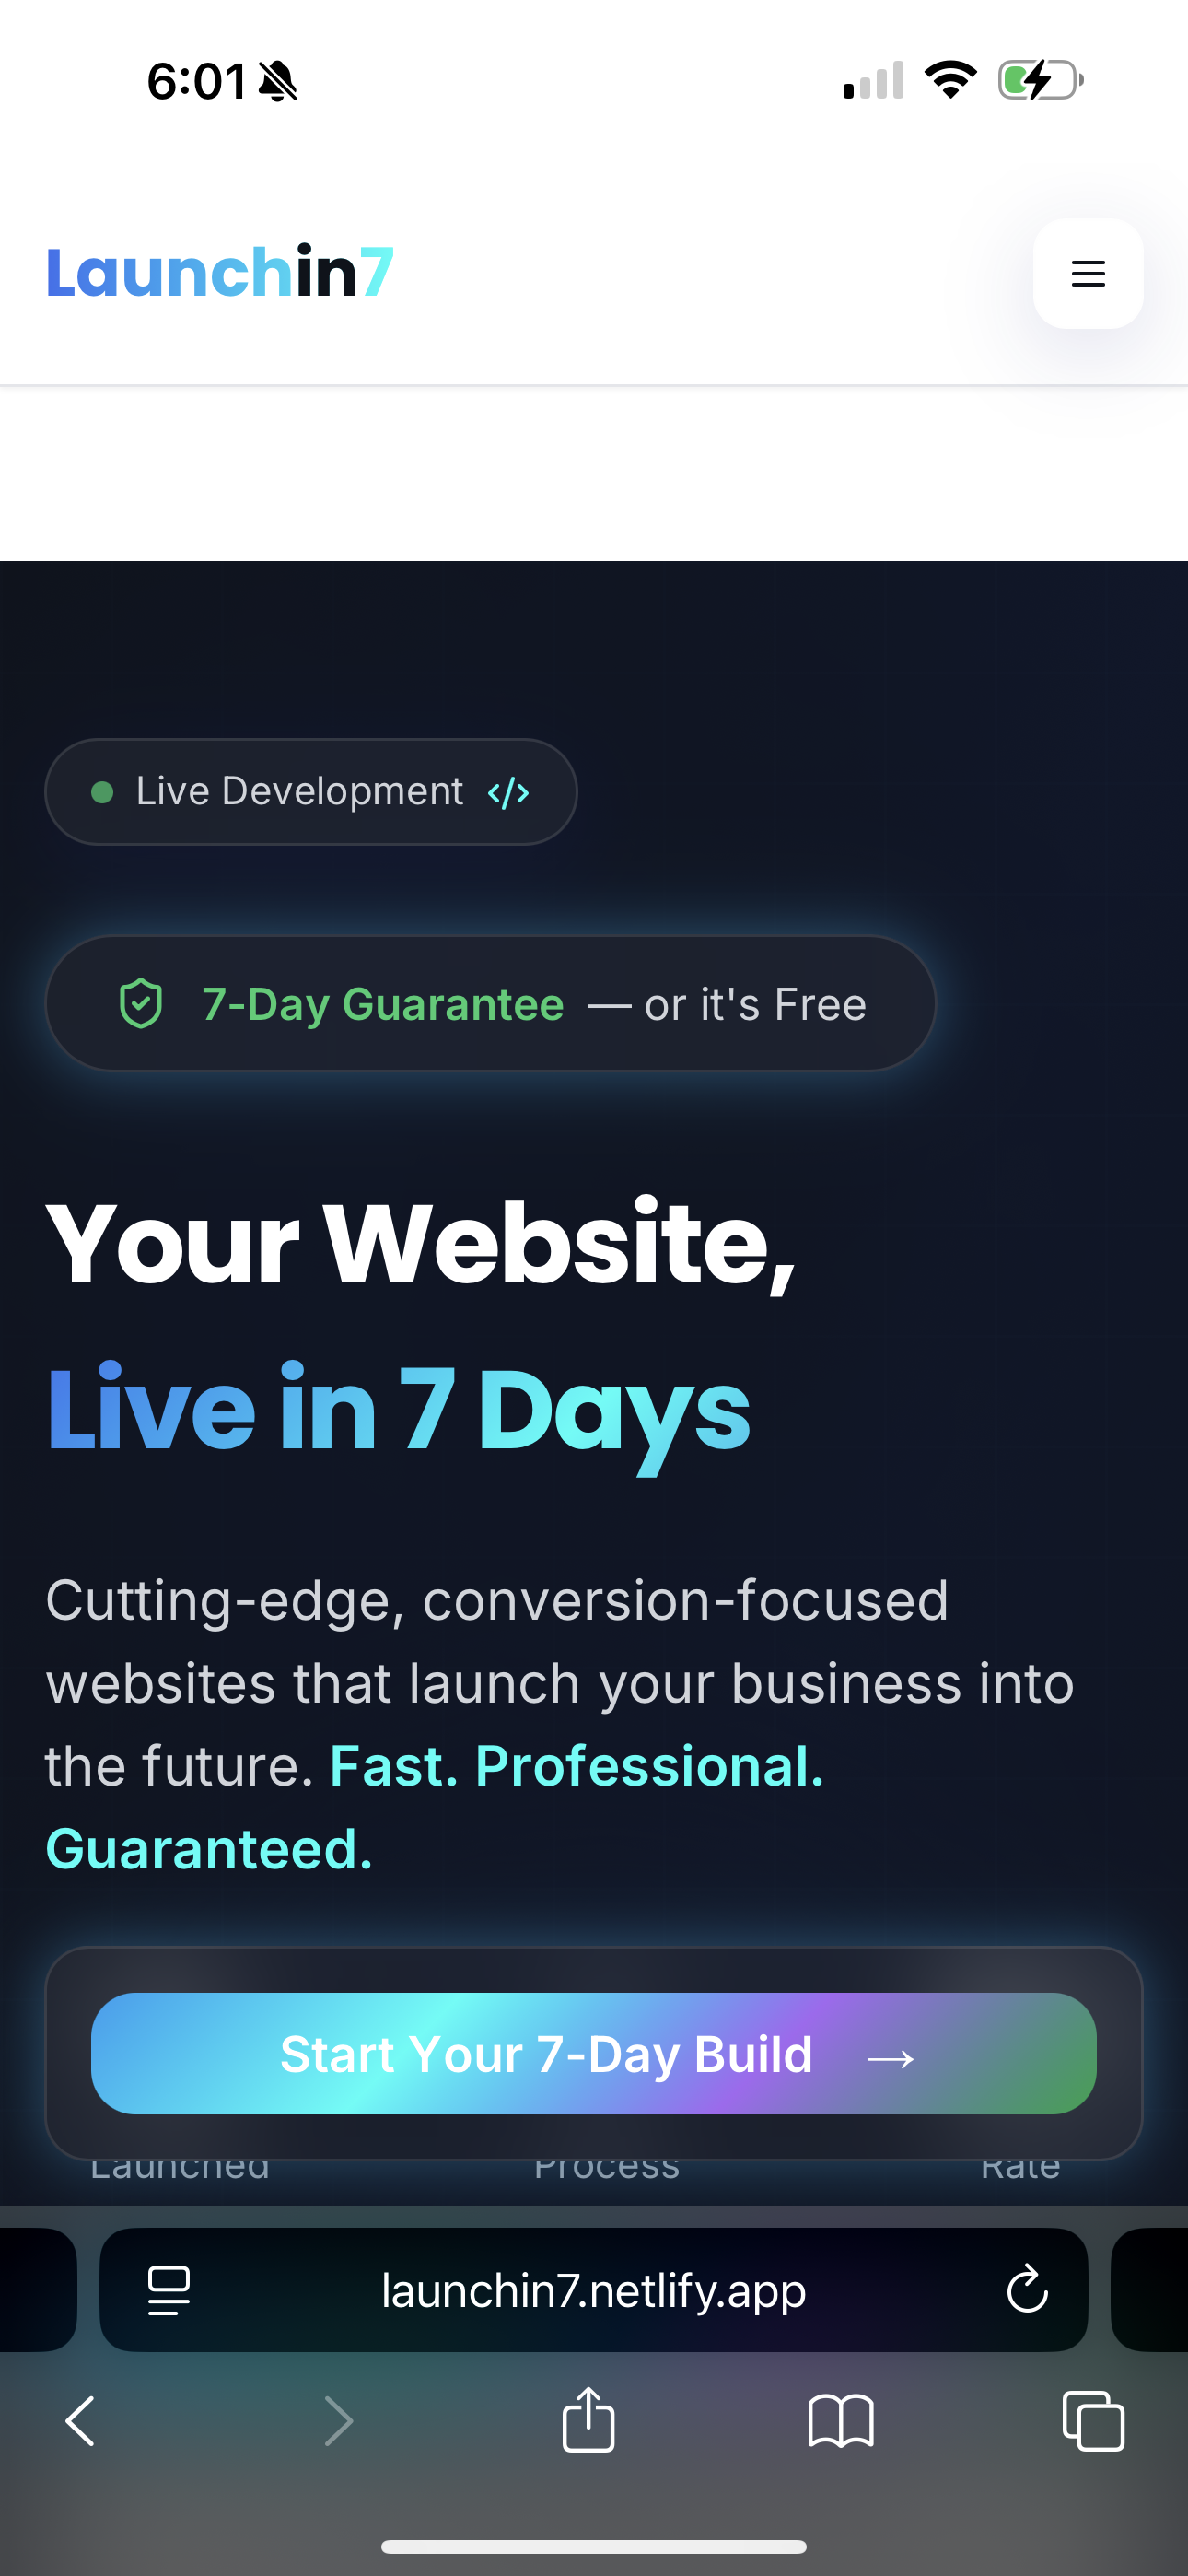 6:01
Launchin7
Live Development </>
7-Day Guarantee — or it's Free
Your Website,
Live in 7 Days
Cutting-edge, conversion-focused
websites that launch your business into
the future. Fast. Professional.
Guaranteed.
Start Your 7-Day Build →
Launched Process Rate
launchin7.netlify.app